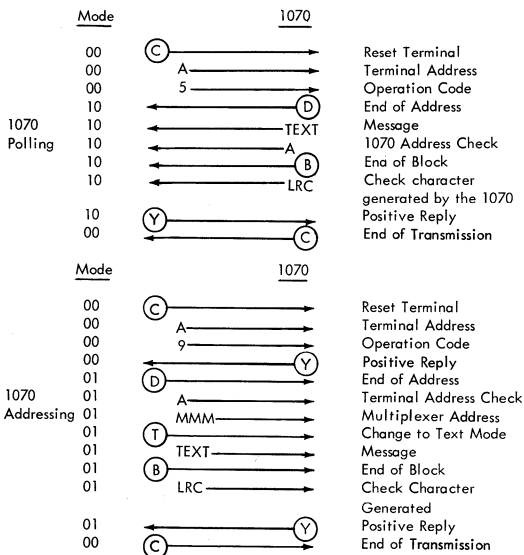 Mode 1070
00 C Reset Terminal
00 A Terminal Address
00 5 Operation Code
10 D End of Address
1070 Polling
10 TEXT Message
10 A 1070 Address Check
10 B End of Block
10 LRC Check character
generated by the 1070
10 Y Positive Reply
00 C End of Transmission
Mode 1070
00 C Reset Terminal
00 A Terminal Address
00 9 Operation Code
00 Y Positive Reply
01 D End of Address
1070 Addressing
01 A Terminal Address Check
01 MMM Multiplexer Address
01 T Change to Text Mode
01 TEXT Message
01 B End of Block
01 LRC Check Character
Generated
01 Y Positive Reply
00 C End of Transmission